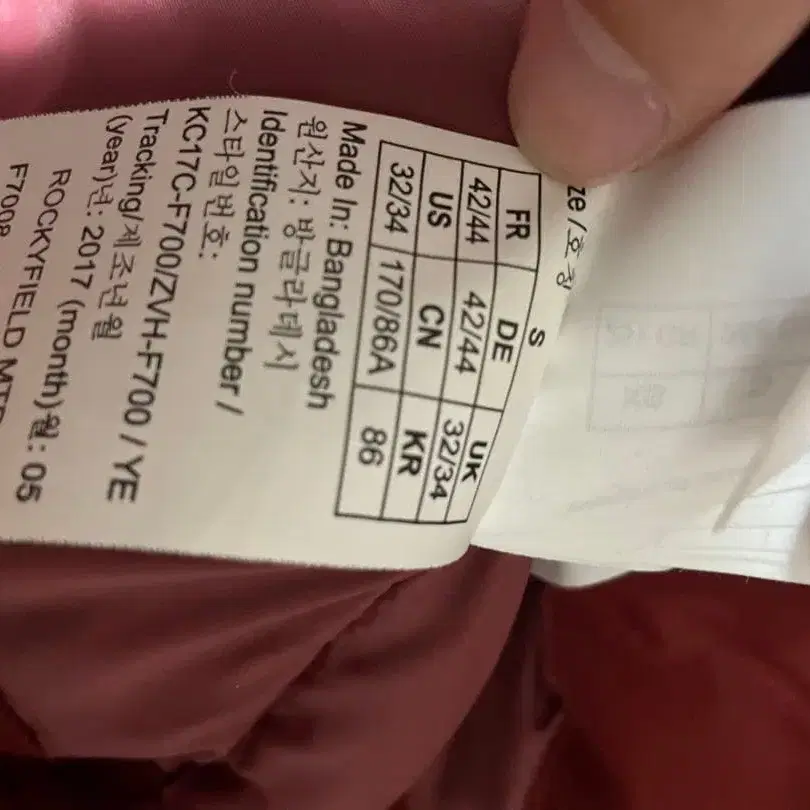 ze / 호칭
S
FR DE UK
42/44 42/44 32/34
US CN KR
32/34 170/86A 86
Made In: Bangladesh
원산지: 방글라데시
Identification number /
스타일번호:
KC17C-F700/ZVH-F700 / YE
Tracking/제조년월
(year)년: 2017 (month)월: 05
ROCKYFIELD